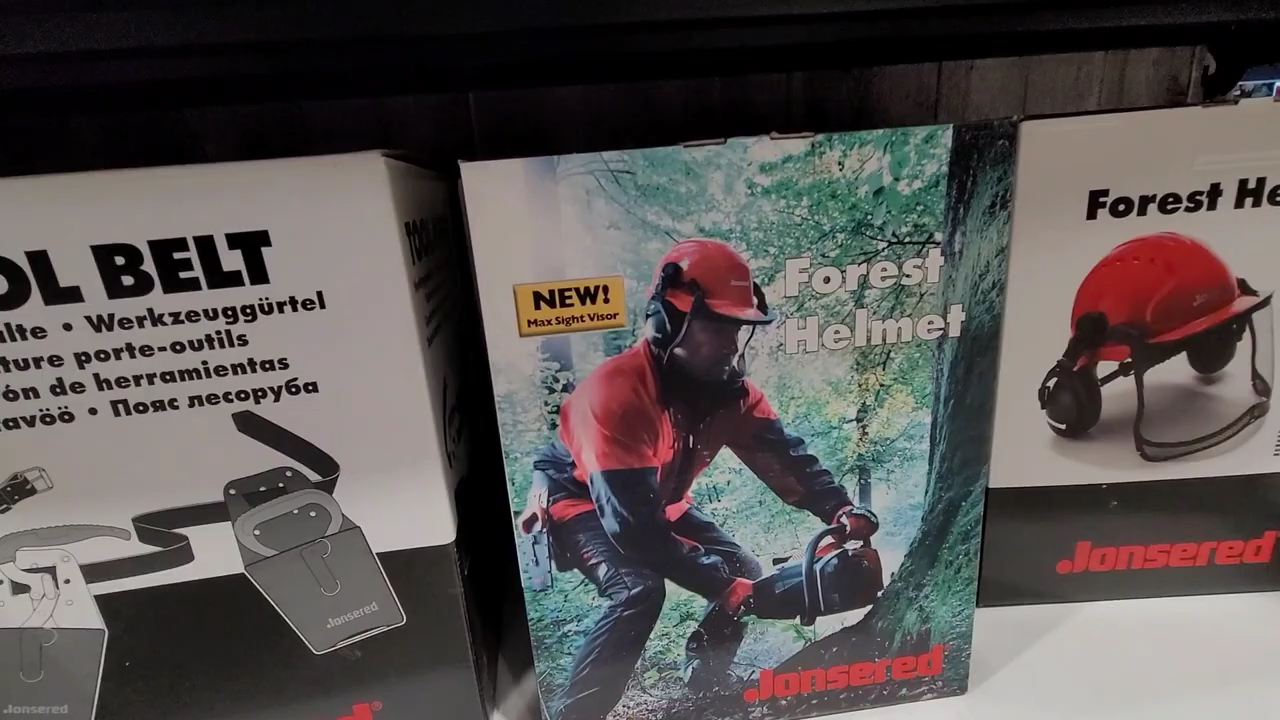 OL BELT
lte • Werkzeuggürtel
ture porte-outils
ón de herramientas
avöö • Пояс лесоруба
Jonsered
Jonsered
NEW!
Max Sight Visor
Forest
Helmet
Jonsered
Forest He
Jonsered